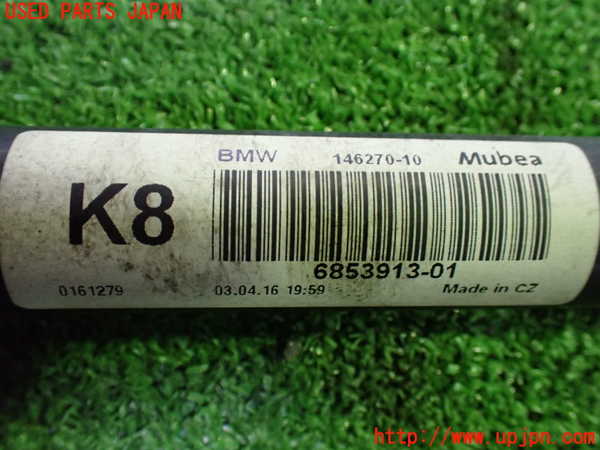 USED PARTS JAPAN
BMW 146270-10 Mubea
K8
6853913-01
0161279 03.04.16 19:59 Made in CZ
http://www.upjpn.com